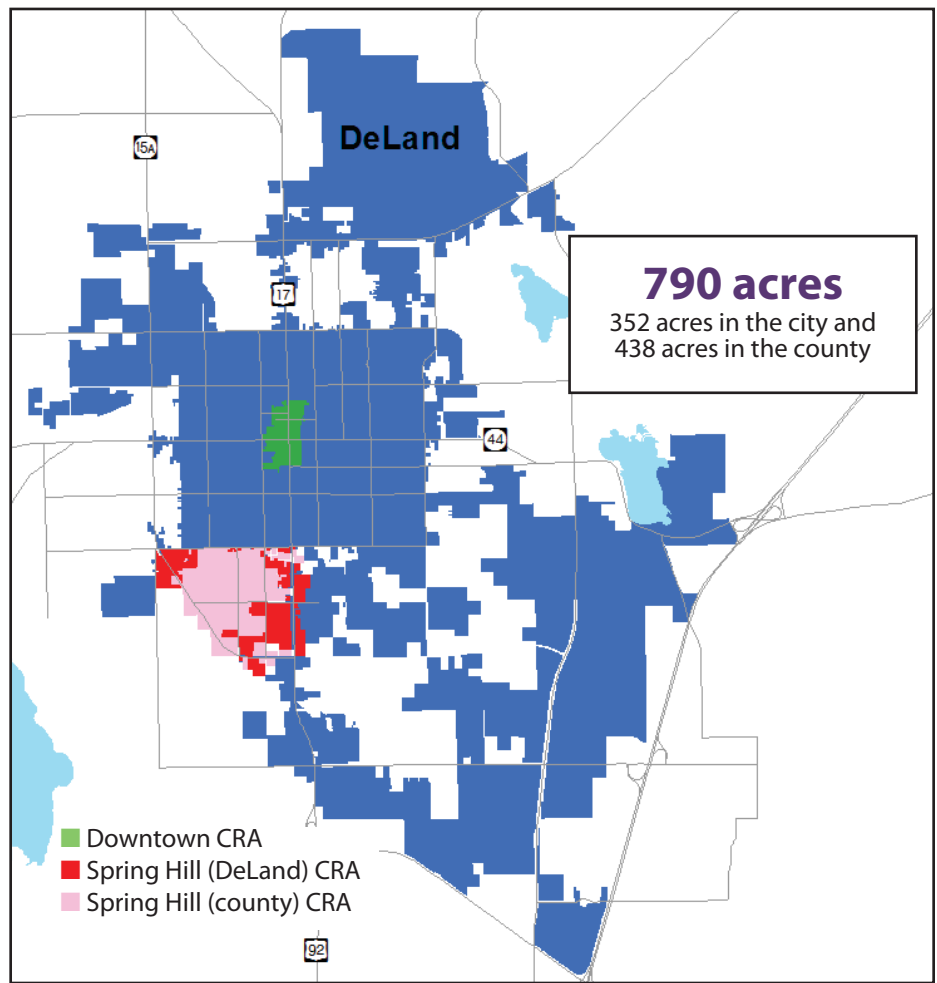 DeLand
15A
790 acres
352 acres in the city and
438 acres in the county
17
44
Downtown CRA
Spring Hill (DeLand) CRA
Spring Hill (county) CRA
92